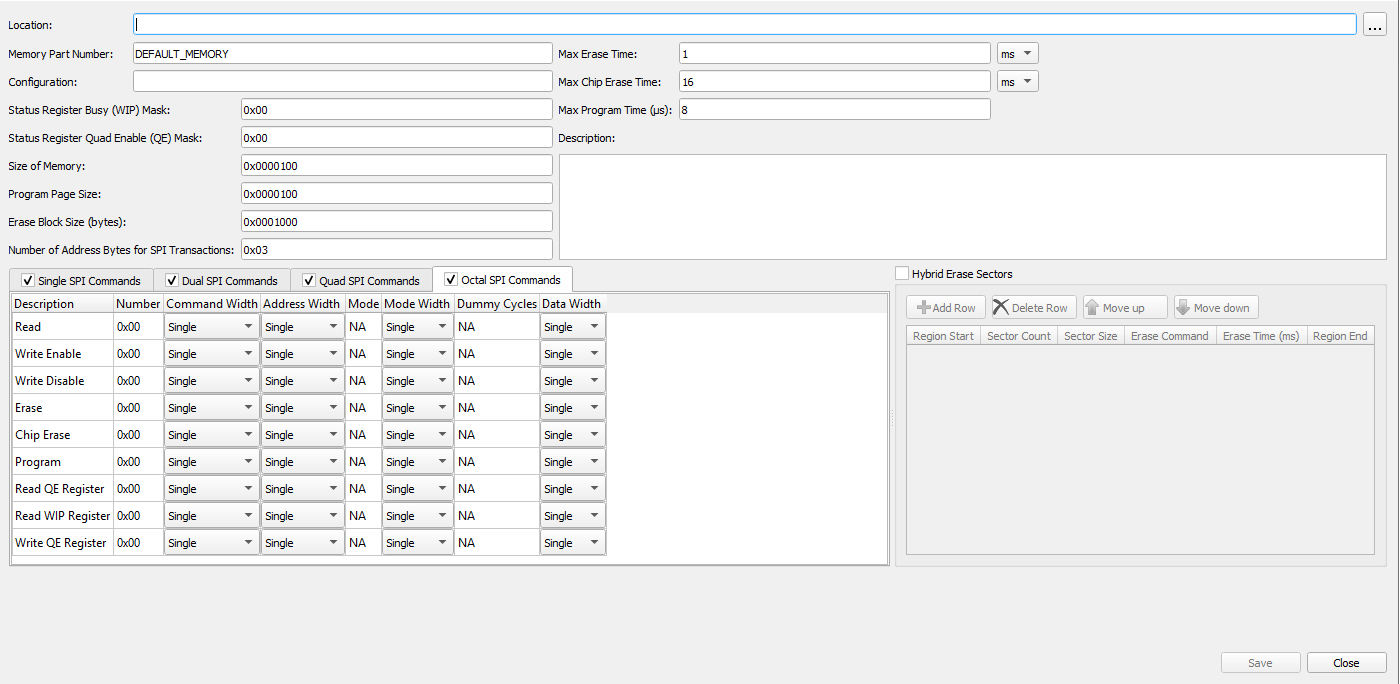 Location: ...
Memory Part Number: DEFAULT_MEMORY Max Erase Time: 1 ms
Configuration: Max Chip Erase Time: 16 ms
Status Register Busy (WIP) Mask: 0x00 Max Program Time (µs): 8
Status Register Quad Enable (QE) Mask: 0x00 Description:
Size of Memory: 0x0000100
Program Page Size: 0x0000100
Erase Block Size (bytes): 0x0001000
Number of Address Bytes for SPI Transactions: 0x03
Single SPI Commands Dual SPI Commands Quad SPI Commands Octal SPI Commands
Description Number Command Width Address Width Mode Mode Width Dummy Cycles Data Width
Read 0x00 Single Single NA Single NA Single
Write Enable 0x00 Single Single NA Single NA Single
Write Disable 0x00 Single Single NA Single NA Single
Erase 0x00 Single Single NA Single NA Single
Chip Erase 0x00 Single Single NA Single NA Single
Program 0x00 Single Single NA Single NA Single
Read QE Register 0x00 Single Single NA Single NA Single
Read WIP Register 0x00 Single Single NA Single NA Single
Write QE Register 0x00 Single Single NA Single NA Single
Hybrid Erase Sectors
Add Row Delete Row Move up Move down
Region Start Sector Count Sector Size Erase Command Erase Time (ms) Region End
Save Close